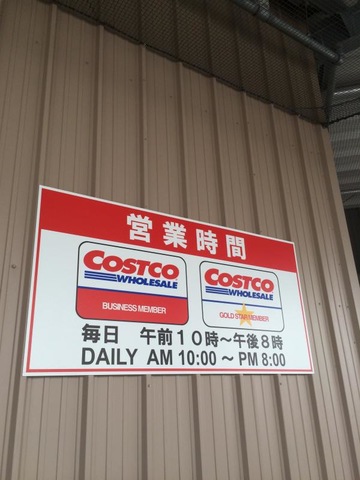 営業時間
COSTCO
WHOLESALE
BUSINESS MEMBER
COSTCO
WHOLESALE
GOLD STAR MEMBER
毎日 午前10時～午後8時
DAILY AM 10:00 ～ PM 8:00